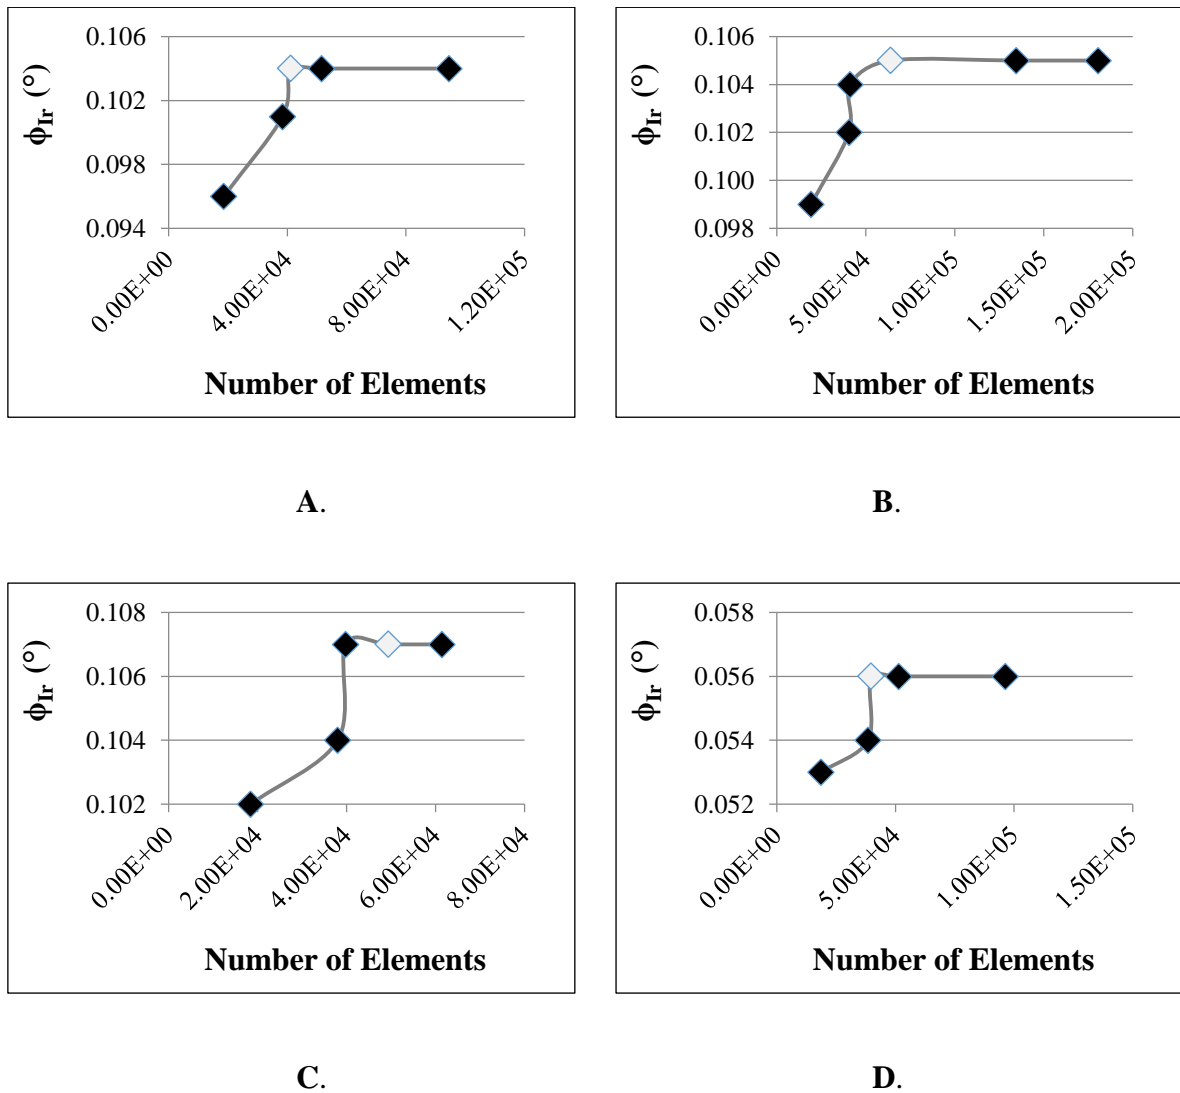 0.106
0.102
0.098
0.094
ϕIr (°)
0.00E+00
4.00E+04
8.00E+04
1.20E+05
Number of Elements
A.
0.106
0.104
0.102
0.100
0.098
ϕIr (°)
0.00E+00
5.00E+04
1.00E+05
1.50E+05
2.00E+05
Number of Elements
B.
0.108
0.106
0.104
0.102
ϕIr (°)
0.00E+00
2.00E+04
4.00E+04
6.00E+04
8.00E+04
Number of Elements
C.
0.058
0.056
0.054
0.052
ϕIr (°)
0.00E+00
5.00E+04
1.00E+05
1.50E+05
Number of Elements
D.